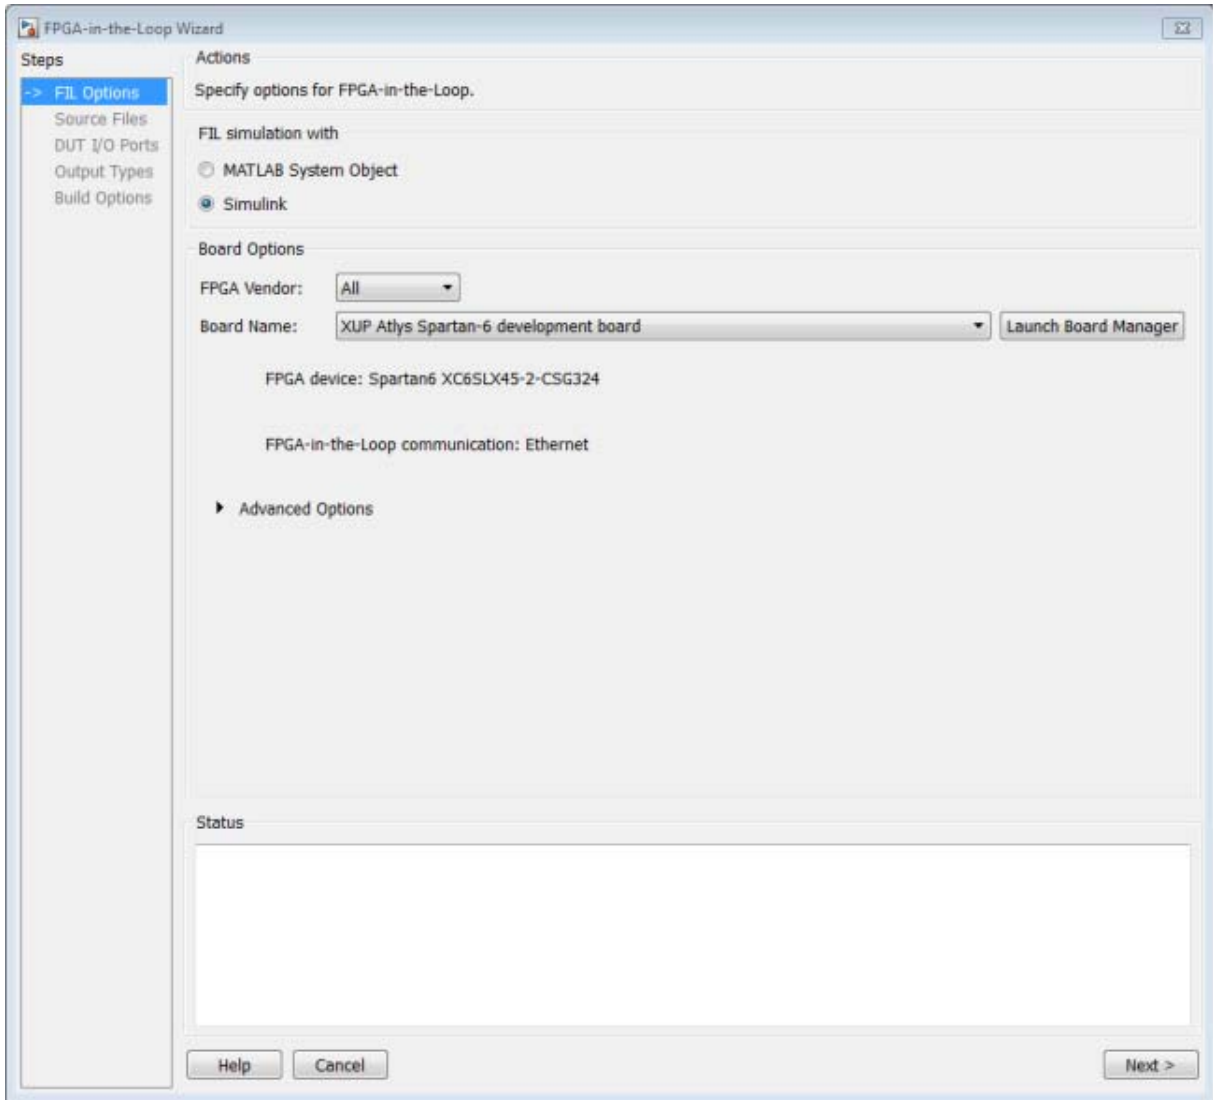 FPGA-in-the-Loop Wizard
Steps
-> FIL Options
Source Files
DUT I/O Ports
Output Types
Build Options
Actions
Specify options for FPGA-in-the-Loop.
FIL simulation with
MATLAB System Object
Simulink
Board Options
FPGA Vendor: All
Board Name: XUP Atlys Spartan-6 development board Launch Board Manager
FPGA device: Spartan6 XC6SLX45-2-CSG324
FPGA-in-the-Loop communication: Ethernet
Advanced Options
Status
Help Cancel Next >